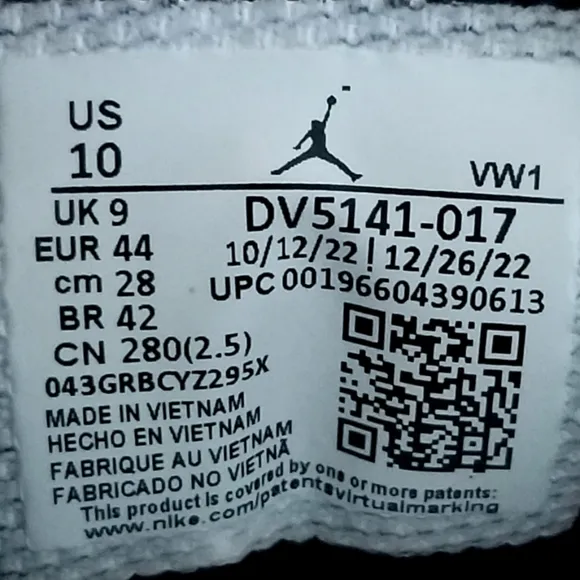 US
10
VW1
UK 9
DV5141-017
EUR 44
10/12/22 | 12/26/22
cm 28
UPC 00196604390613
BR 42
CN 280(2.5)
043GRBCYZ295X
MADE IN VIETNAM
HECHO EN VIETNAM
FABRIQUE AU VIETNAM
FABRICADO NO VIETNÃ
This product is covered by one or more patents:
www.nike.com/patentsvirtualmarking